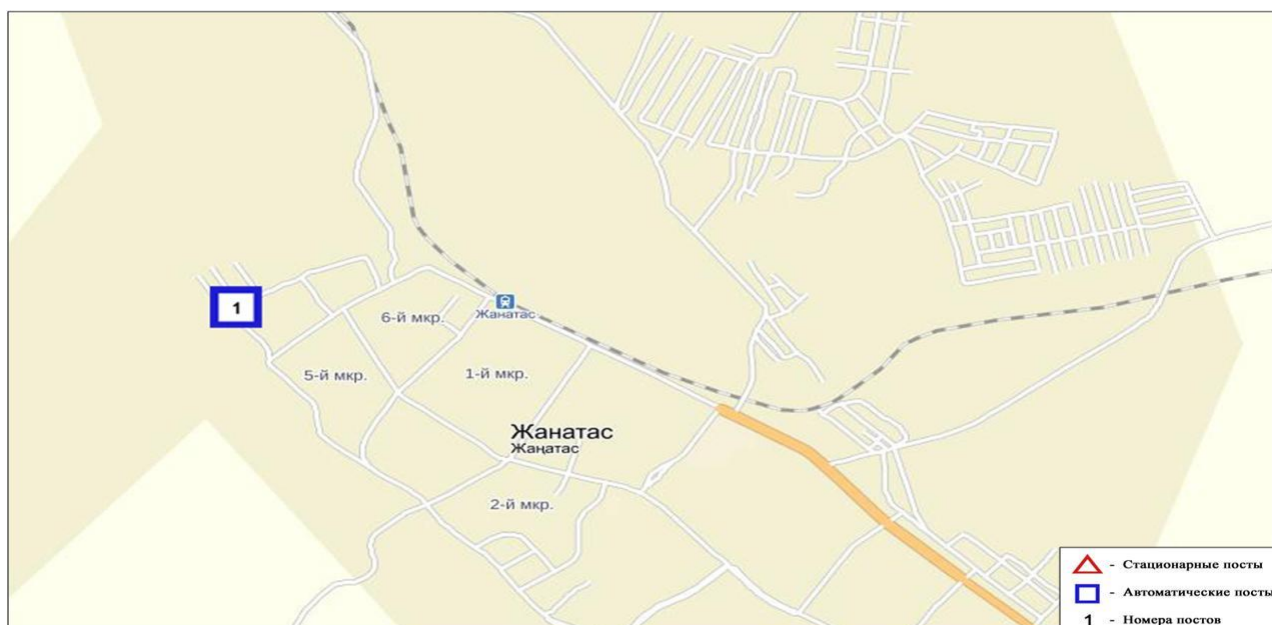 1
Жанатас
6-й мкр.
5-й мкр.
1-й мкр.
Жанатас
Жаңатас
2-й мкр.
- Стационарные посты
- Автоматические посты
1 - Номера постов